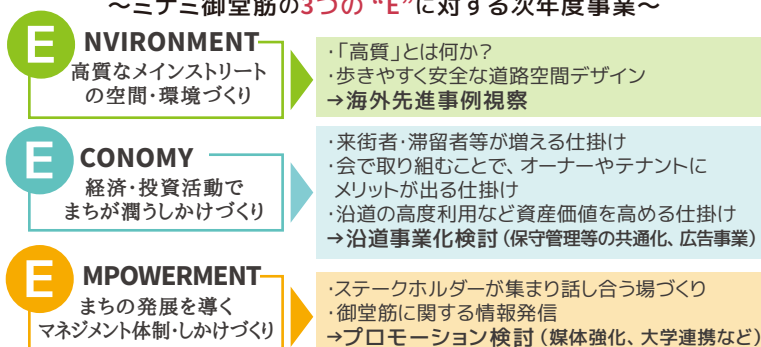 ～ミナミ御堂筋の3つの“E”に対する次年度事業～
ENVIRONMENT
高質なメインストリート
の空間・環境づくり
・「高質」とは何か?
・歩きやすく安全な道路空間デザイン
→海外先進事例視察
ECONOMY
経済・投資活動で
まちが潤うしかけづくり
・来街者・滞留者等が増える仕掛け
・会で取り組むことで、オーナーやテナントに
メリットが出る仕掛け
・沿道の高度利用など資産価値を高める仕掛け
→沿道事業化検討（保守管理等の共通化、広告事業）
EMPOWERMENT
まちの発展を導く
マネジメント体制・しかけづくり
・ステークホルダーが集まり話し合う場づくり
・御堂筋に関する情報発信
→プロモーション検討（媒体強化、大学連携など）